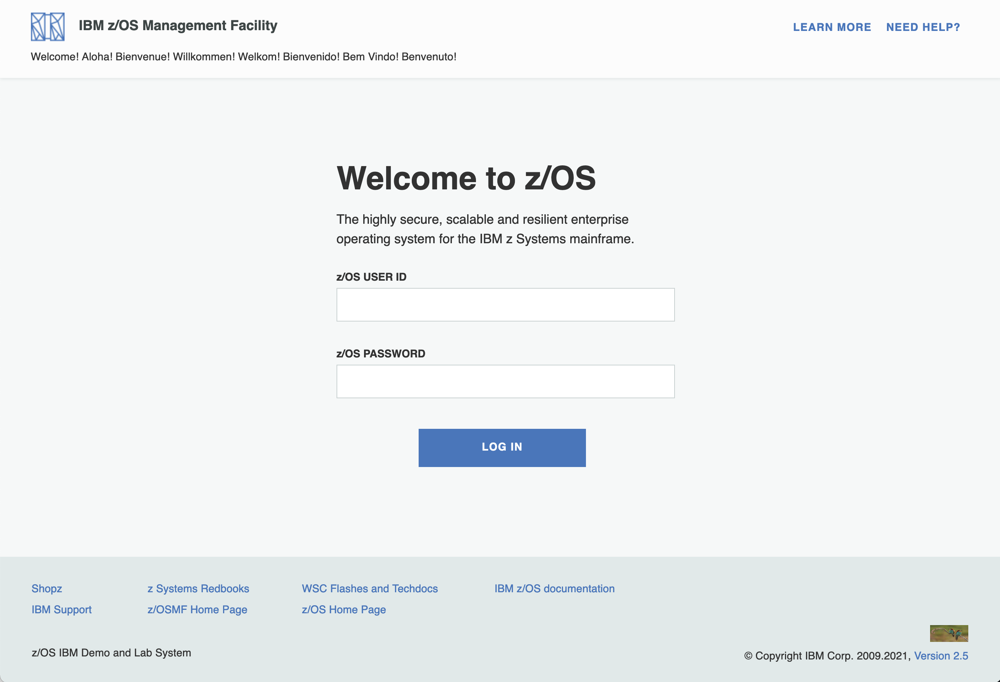 IBM z/OS Management Facility
LEARN MORE
NEED HELP?
Welcome! Aloha! Bienvenue! Willkommen! Welkom! Bienvenido! Bem Vindo! Benvenuto!
Welcome to z/OS
The highly secure, scalable and resilient enterprise
operating system for the IBM z Systems mainframe.
z/OS USER ID
z/OS PASSWORD
LOG IN
Shopz
z Systems Redbooks
WSC Flashes and Techdocs
IBM z/OS documentation
IBM Support
z/OSMF Home Page
z/OS Home Page
z/OS IBM Demo and Lab System
© Copyright IBM Corp. 2009.2021, Version 2.5